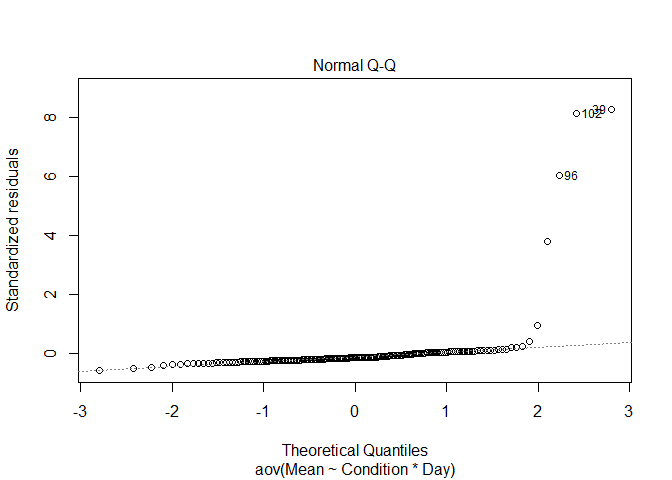 Normal Q-Q
Standardized residuals
8
6
4
2
0
102
39
96
-3 -2 -1 0 1 2 3
Theoretical Quantiles
aov(Mean ~ Condition * Day)